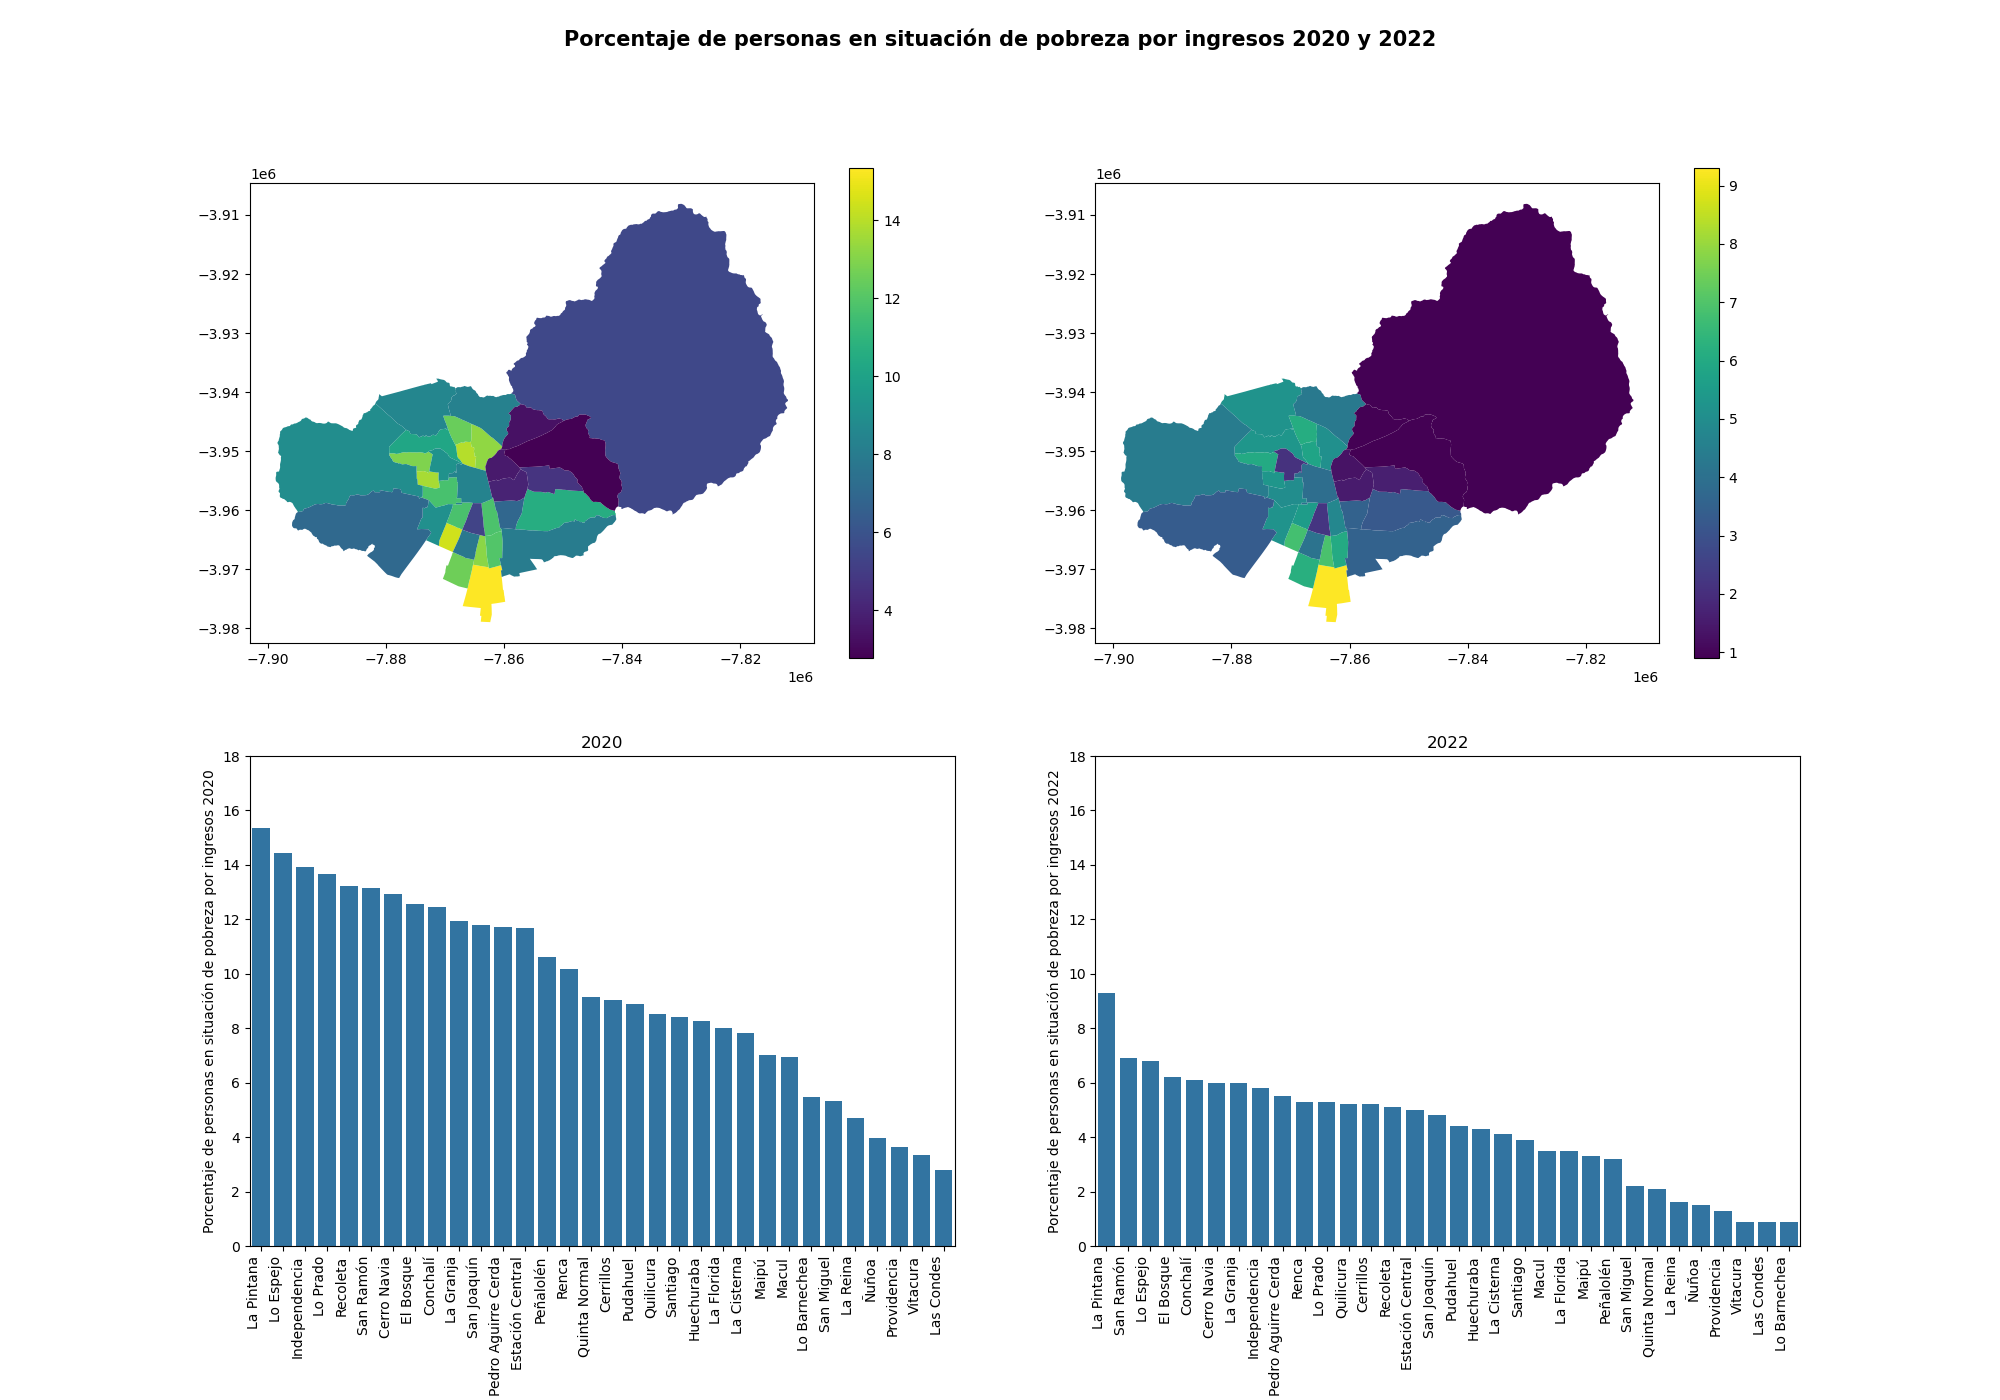 Porcentaje de personas en situación de pobreza por ingresos 2020 y 2022
1e6
−3.91
−3.92
−3.93
−3.94
−3.95
−3.96
−3.97
−3.98
−7.90
−7.88
−7.86
−7.84
−7.82
1e6
14
12
10
8
6
4
1e6
−3.91
−3.92
−3.93
−3.94
−3.95
−3.96
−3.97
−3.98
−7.90
−7.88
−7.86
−7.84
−7.82
1e6
9
8
7
6
5
4
3
2
1
2020
Porcentaje de personas en situación de pobreza por ingresos 2020
18
16
14
12
10
8
6
4
2
0
La Pintana
Lo Espejo
Independencia
Lo Prado
Recoleta
San Ramón
Cerro Navia
El Bosque
Conchalí
La Granja
San Joaquín
Pedro Aguirre Cerda
Estación Central
Peñalolén
Renca
Quinta Normal
Cerrillos
Pudahuel
Quilicura
Santiago
Huechuraba
La Florida
La Cisterna
Maipú
Macul
Lo Barnechea
San Miguel
La Reina
Ñuñoa
Providencia
Vitacura
Las Condes
2022
Porcentaje de personas en situación de pobreza por ingresos 2022
18
16
14
12
10
8
6
4
2
0
La Pintana
San Ramón
Lo Espejo
El Bosque
Conchalí
Cerro Navia
La Granja
Independencia
Pedro Aguirre Cerda
Renca
Lo Prado
Quilicura
Cerrillos
Recoleta
Estación Central
San Joaquín
Pudahuel
Huechuraba
La Cisterna
Santiago
Macul
La Florida
Maipú
Peñalolén
San Miguel
Quinta Normal
La Reina
Ñuñoa
Providencia
Vitacura
Las Condes
Lo Barnechea